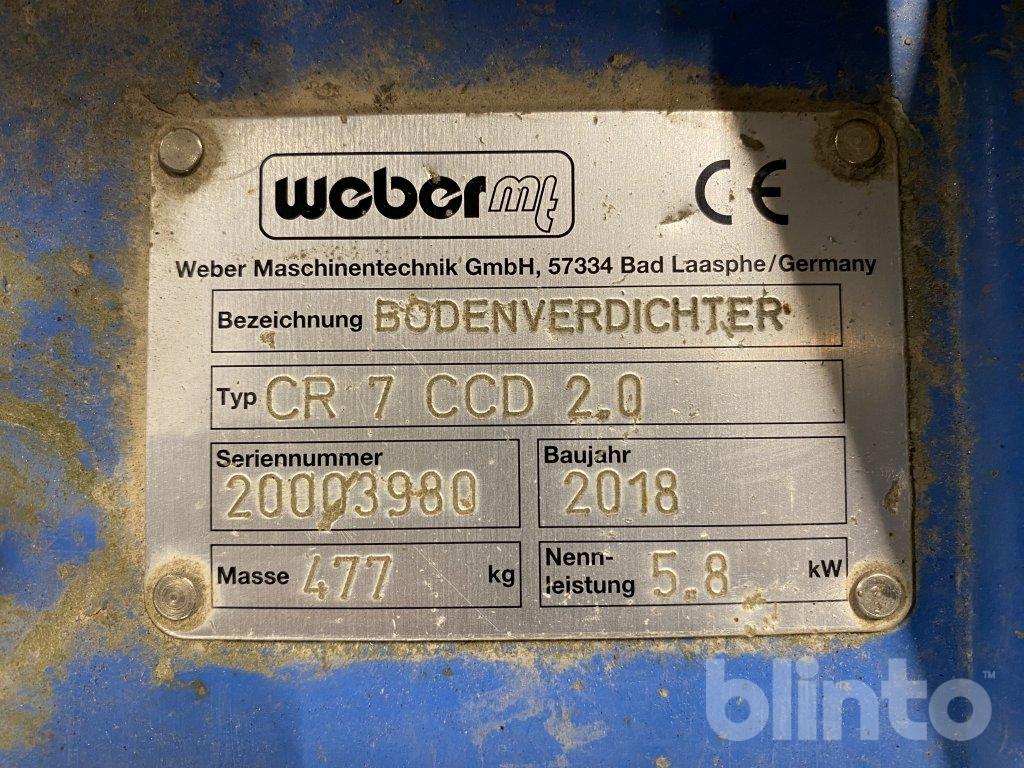 weber mt
CE
Weber Maschinentechnik GmbH, 57334 Bad Laasphe/Germany
Bezeichnung BODENVERDICHTER
Typ CR 7 CCD 2.0
Seriennummer
20003980
Baujahr
2018
Masse 477 kg
Nenn-
leistung 5.8 kW
blinto™